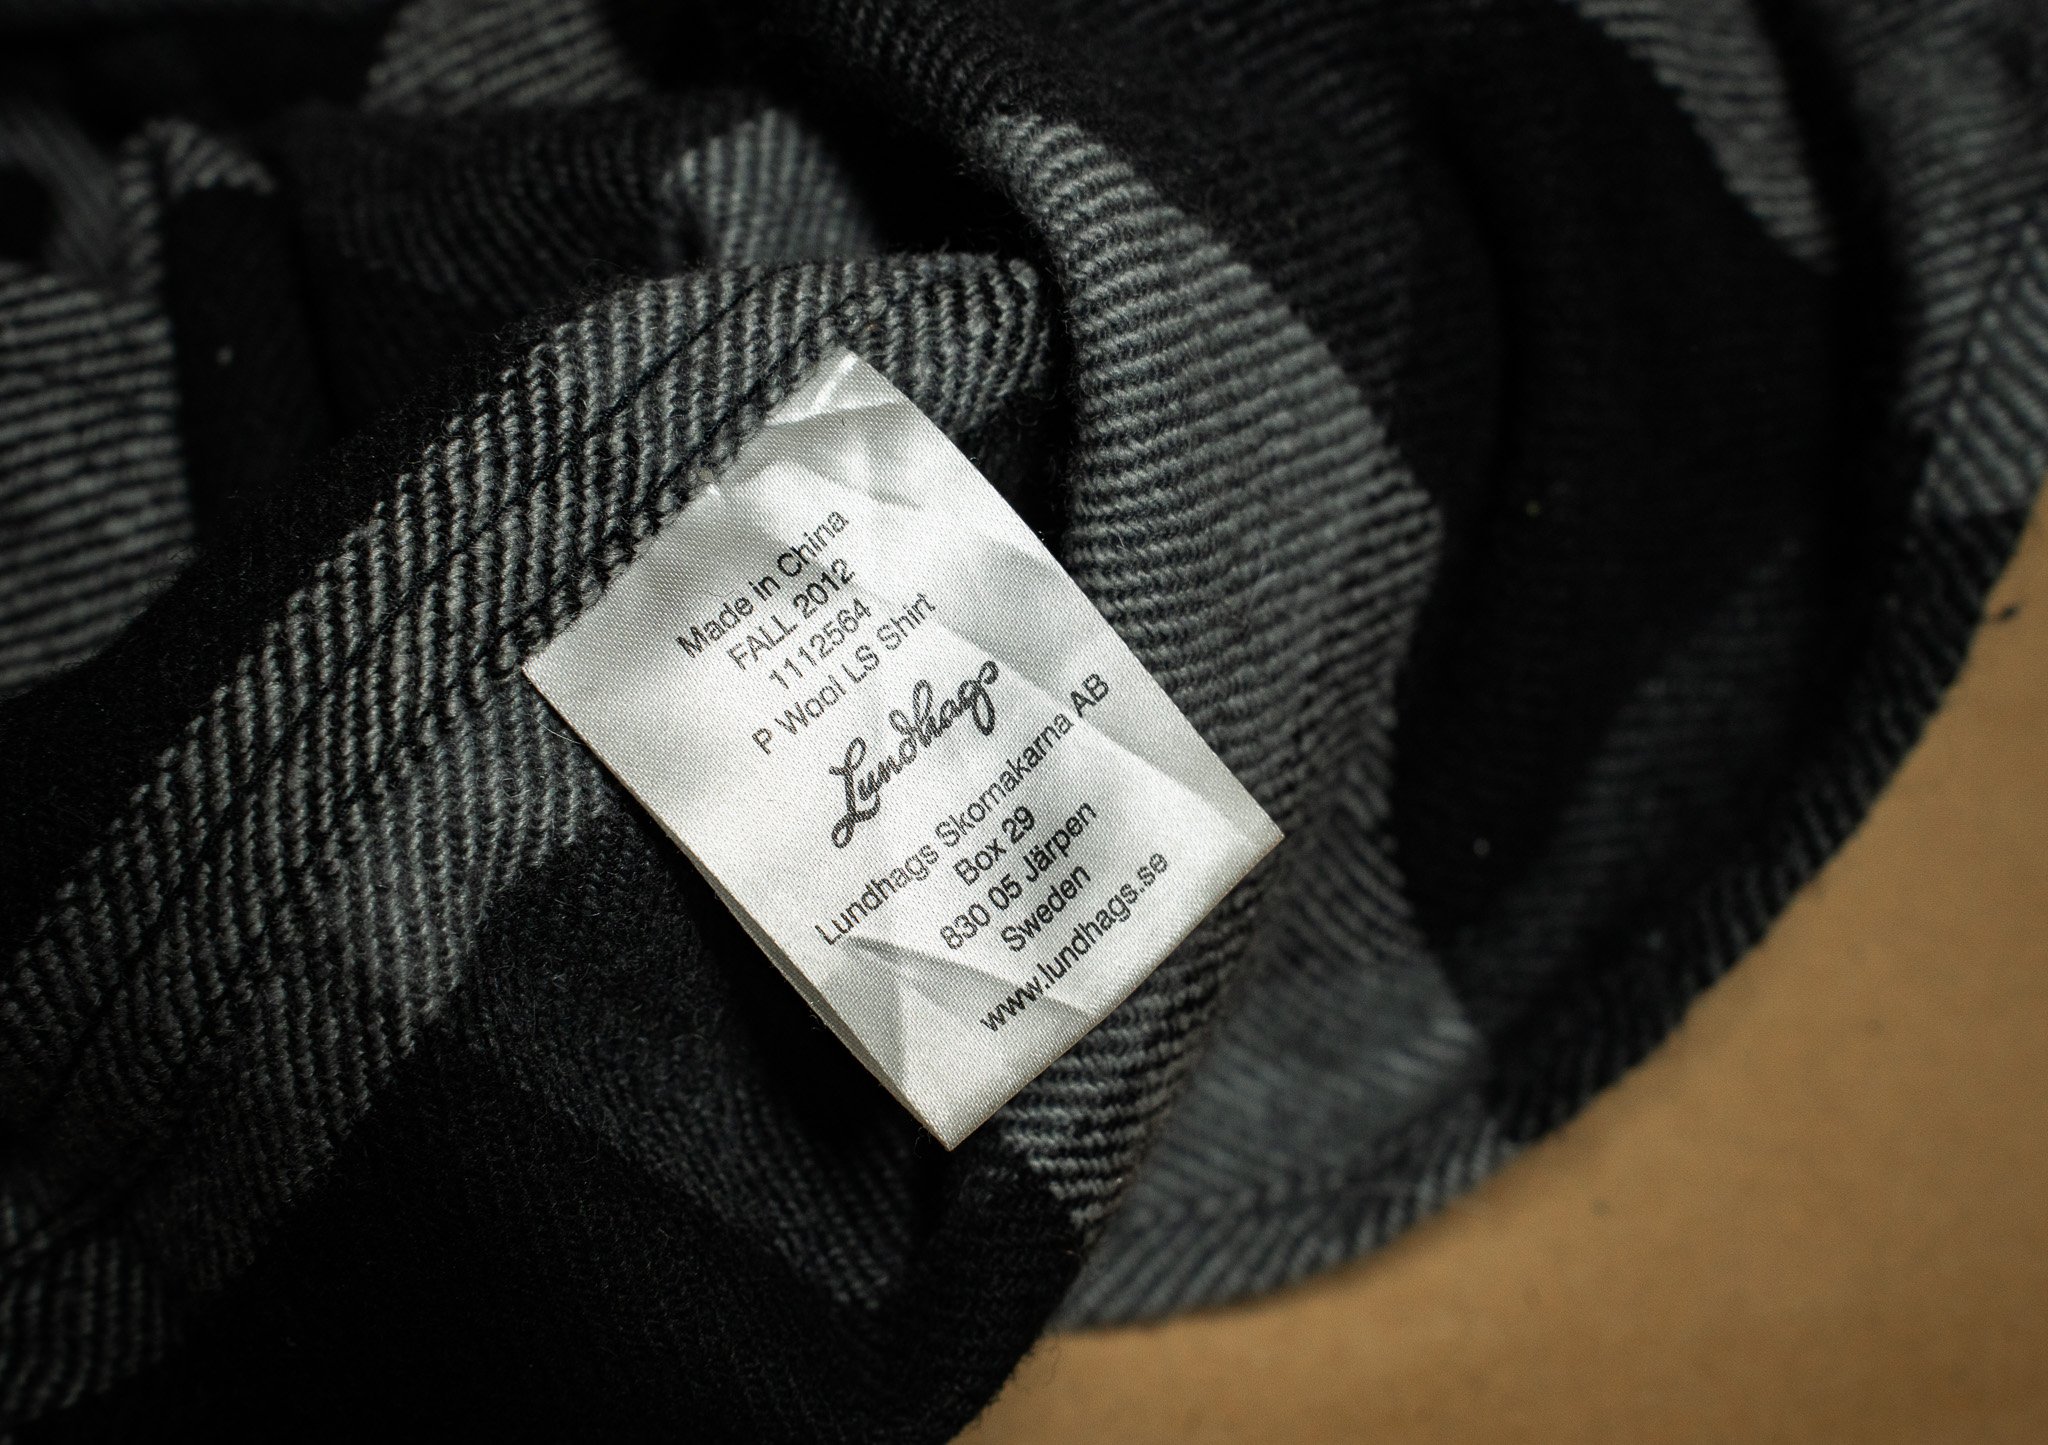 Made in China
FALL 2012
1112564
P Wool LS Shirt
Lundhags
Lundhags Skomakarna AB
Box 29
830 05 Järpen
Sweden
www.lundhags.se